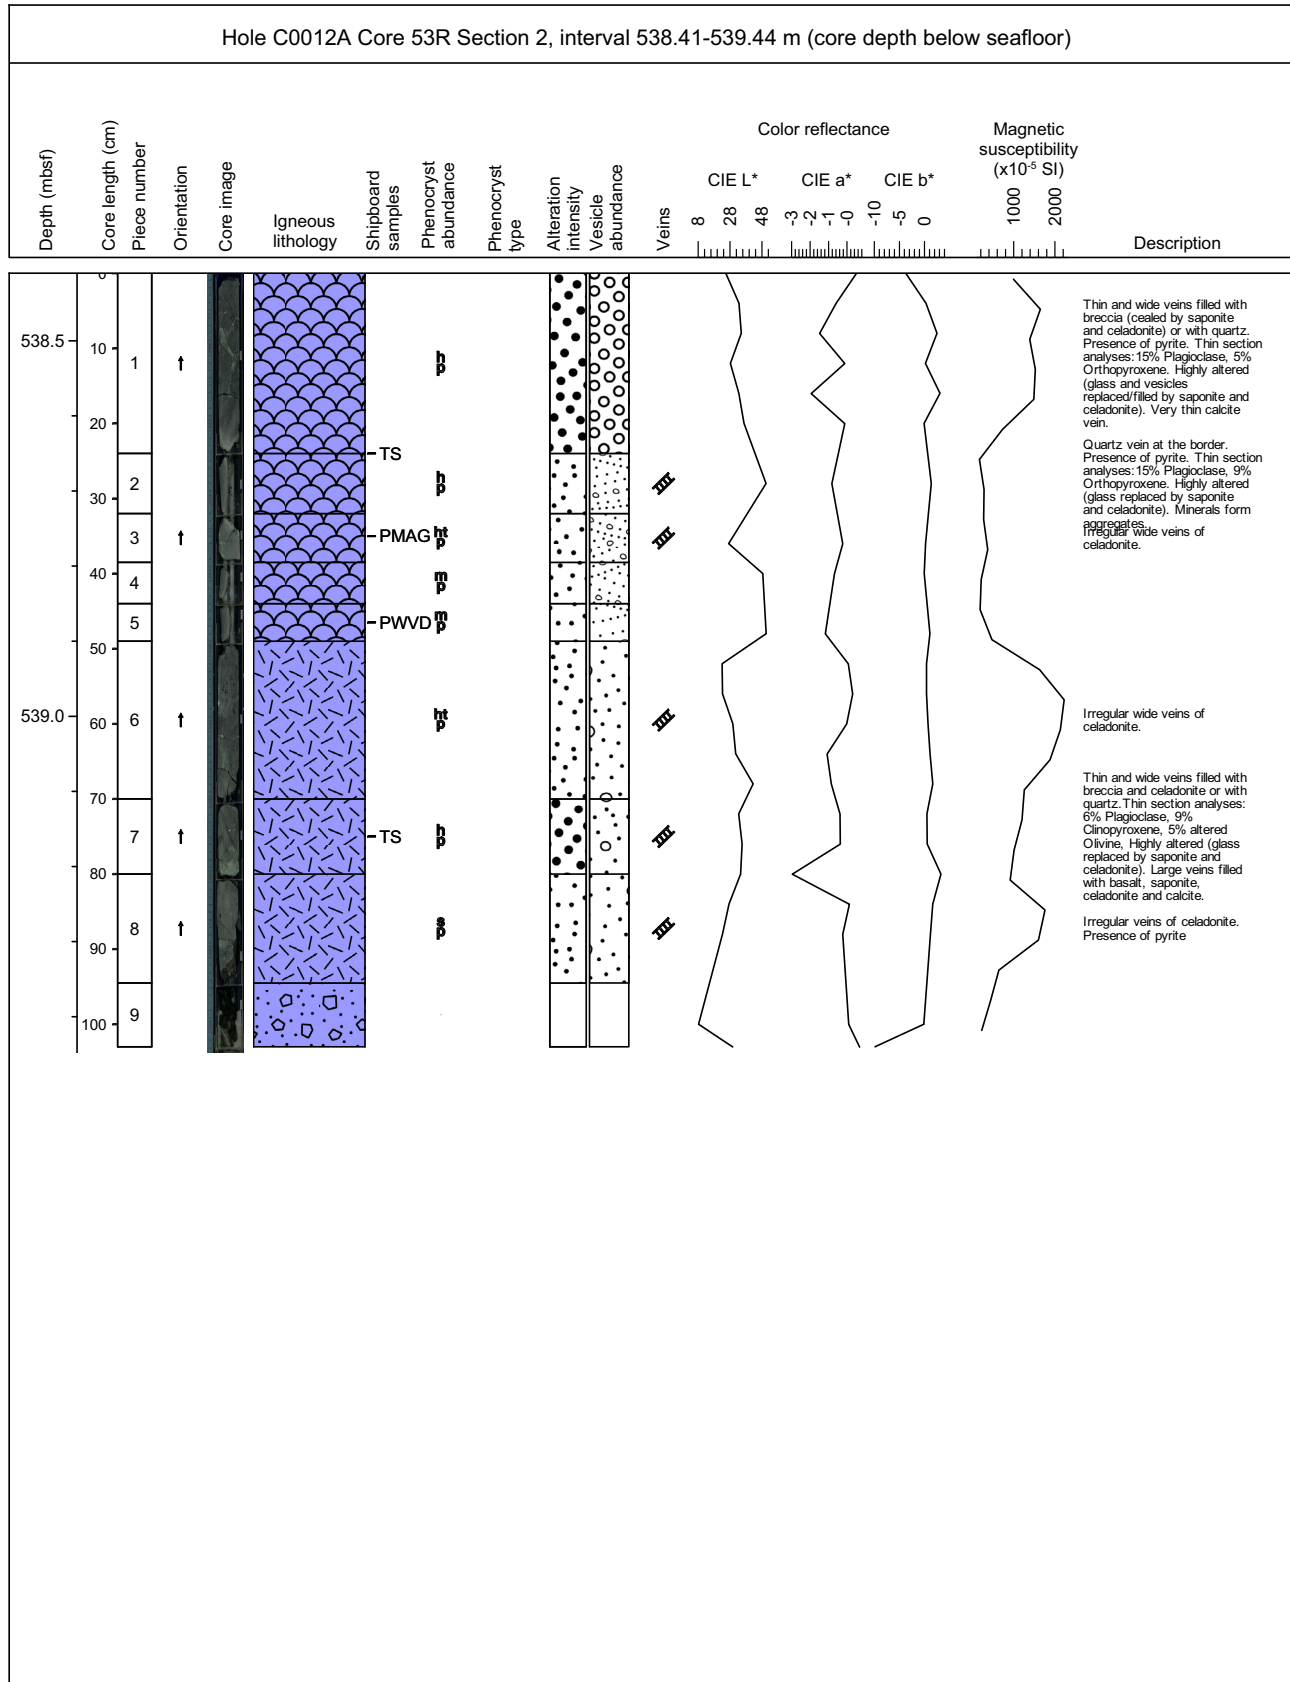 Hole C0012A Core 53R Section 2, interval 538.41-539.44 m (core depth below seafloor)
Depth (mbsf)
Core length (cm)
Piece number
Orientation
Core image
Igneous
lithology
Shipboard
samples
Phenocryst
abundance
Phenocryst
type
Alteration
intensity
Vesicle
abundance
Veins
Color reflectance
CIE L*
CIE a*
CIE b*
8 28 48
-3 -2 -1 -0
-10 -5 0
Magnetic
susceptibility
(x10-5 SI)
1000 2000
Description
538.5
539.0
0
10
20
30
40
50
60
70
80
90
100
1
2
3
4
5
6
7
8
9
TS
PMAG
PWVD
TS
h
p
h
p
ht
p
m
p
m
p
ht
p
h
p
s
p
Thin and wide veins filled with
breccia (cealed by saponite
and celadonite) or with quartz.
Presence of pyrite. Thin section
analyses:15% Plagioclase, 5%
Orthopyroxene. Highly altered
(glass and vesicles
replaced/filled by saponite and
celadonite). Very thin calcite
vein.
Quartz vein at the border.
Presence of pyrite. Thin section
analyses:15% Plagioclase, 9%
Orthopyroxene. Highly altered
(glass replaced by saponite
and celadonite). Minerals form
aggregates.
Irregular wide veins of
celadonite.
Irregular wide veins of
celadonite.
Thin and wide veins filled with
breccia and celadonite or with
quartz.Thin section analyses:
6% Plagioclase, 9%
Clinopyroxene, 5% altered
Olivine, Highly altered (glass
replaced by saponite and
celadonite). Large veins filled
with basalt, saponite,
celadonite and calcite.
Irregular veins of celadonite.
Presence of pyrite